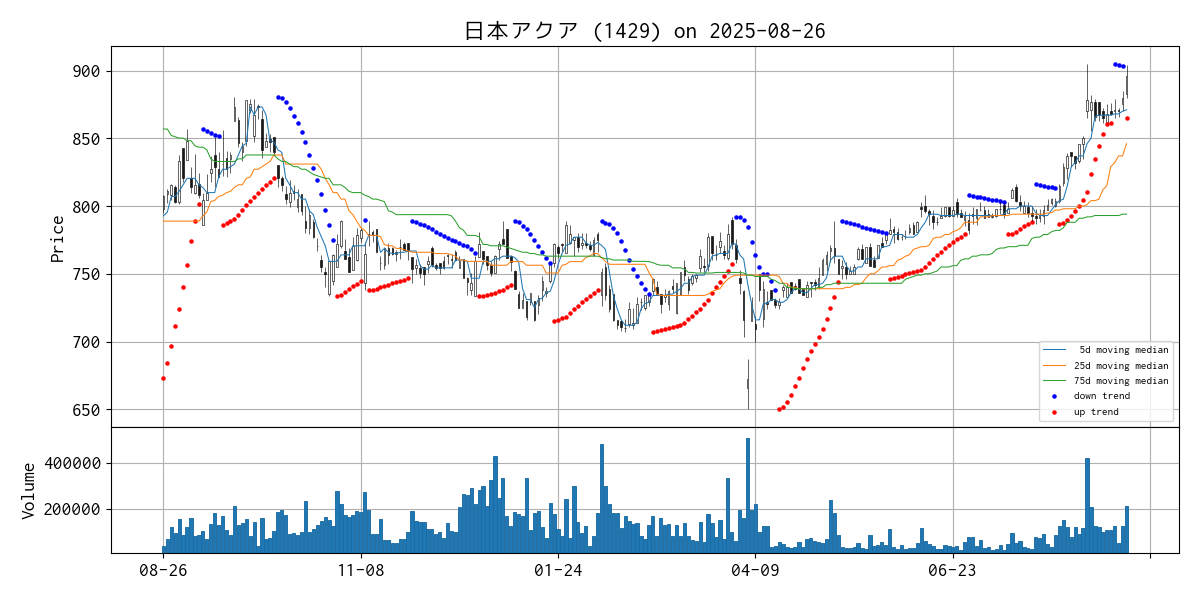 日本アクア (1429) on 2025-08-26
Price
900
850
800
750
700
650
5d moving median
25d moving median
75d moving median
down trend
up trend
Volume
400000
200000
08-26
11-08
01-24
04-09
06-23